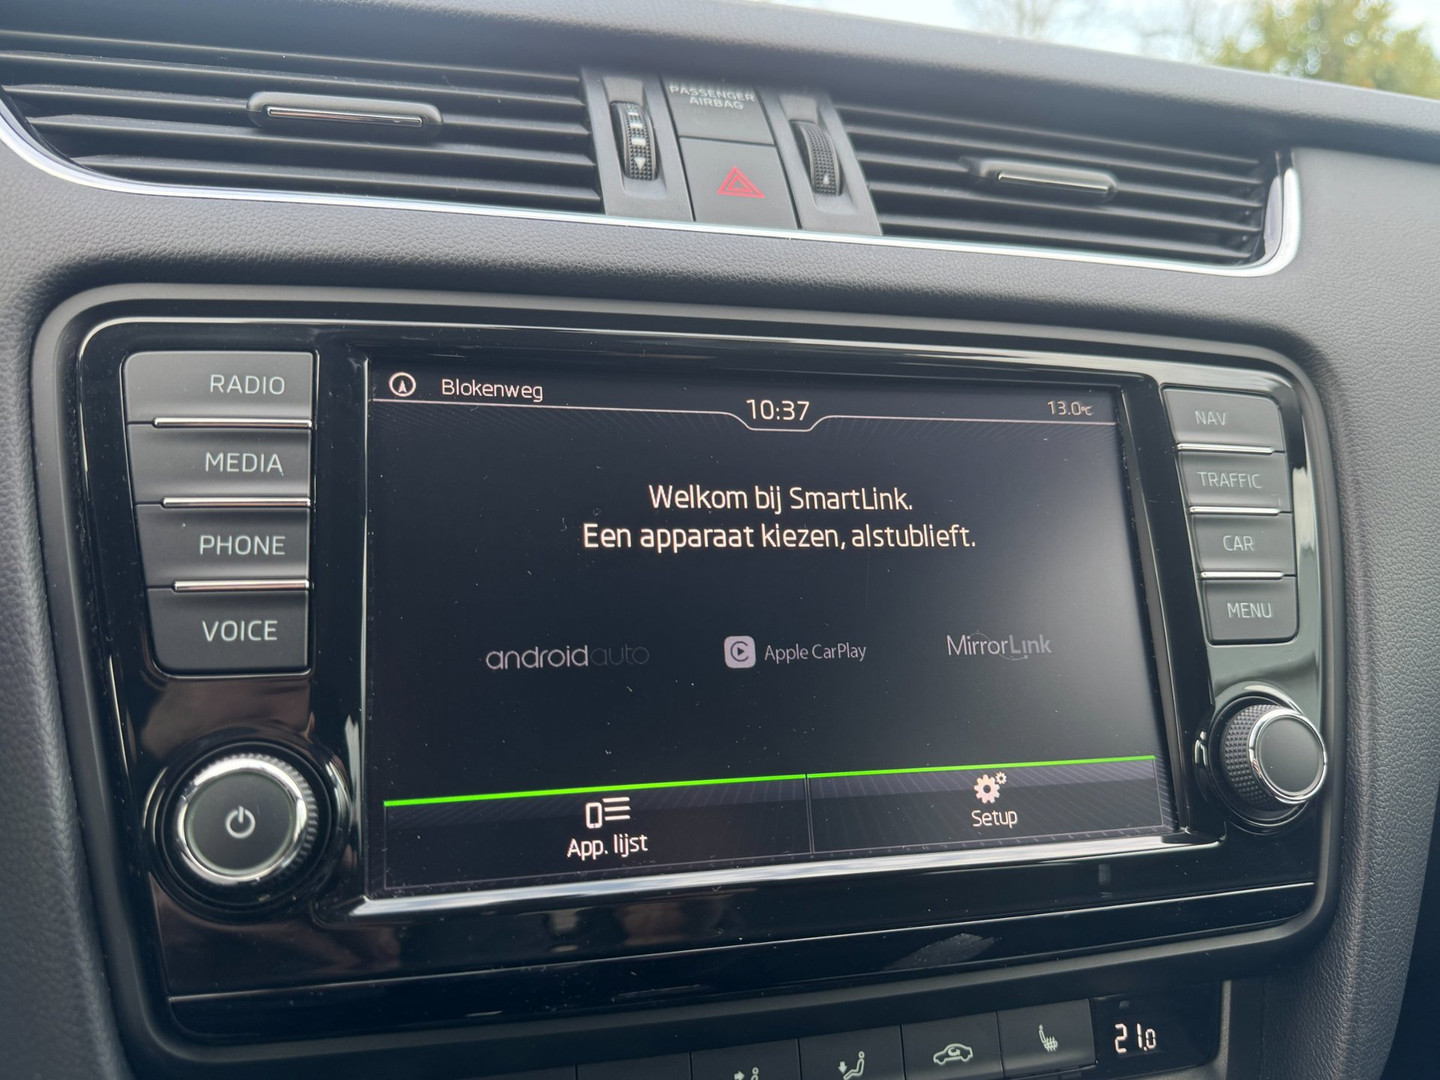 PASSENGER
AIRBAG
RADIO
MEDIA
PHONE
VOICE
Blokenweg
10:37
13.0°C
Welkom bij SmartLink.
Een apparaat kiezen, alstublieft.
androidauto
Apple CarPlay
MirrorLink
App. lijst
Setup
NAV
TRAFFIC
CAR
MENU
21.0